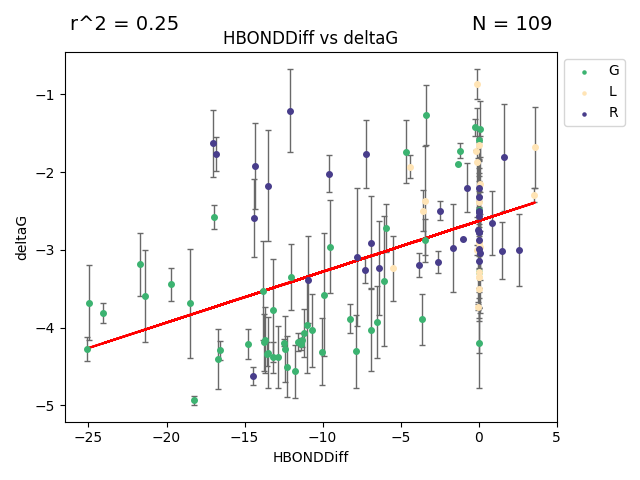 r^2 = 0.25 N = 109
HBONDDiff vs deltaG
G
L
R
deltaG
−1
−2
−3
−4
−5
−25 −20 −15 −10 −5 0 5
HBONDDiff